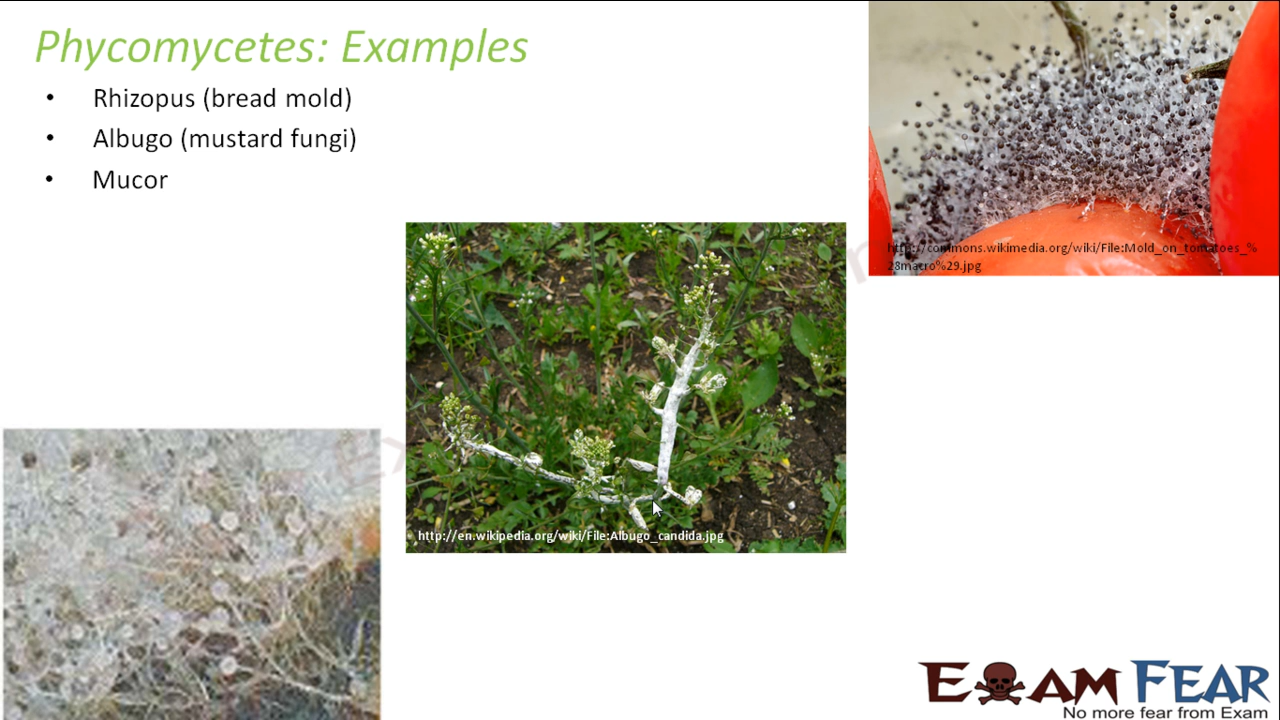 Phycomycetes: Examples
• Rhizopus (bread mold)
• Albugo (mustard fungi)
• Mucor
http://commons.wikimedia.org/wiki/File:Mold_on_tomatoes_%
28macro%29.jpg
http://en.wikipedia.org/wiki/File:Albugo_candida.jpg
EXAM FEAR
No more fear from Exam